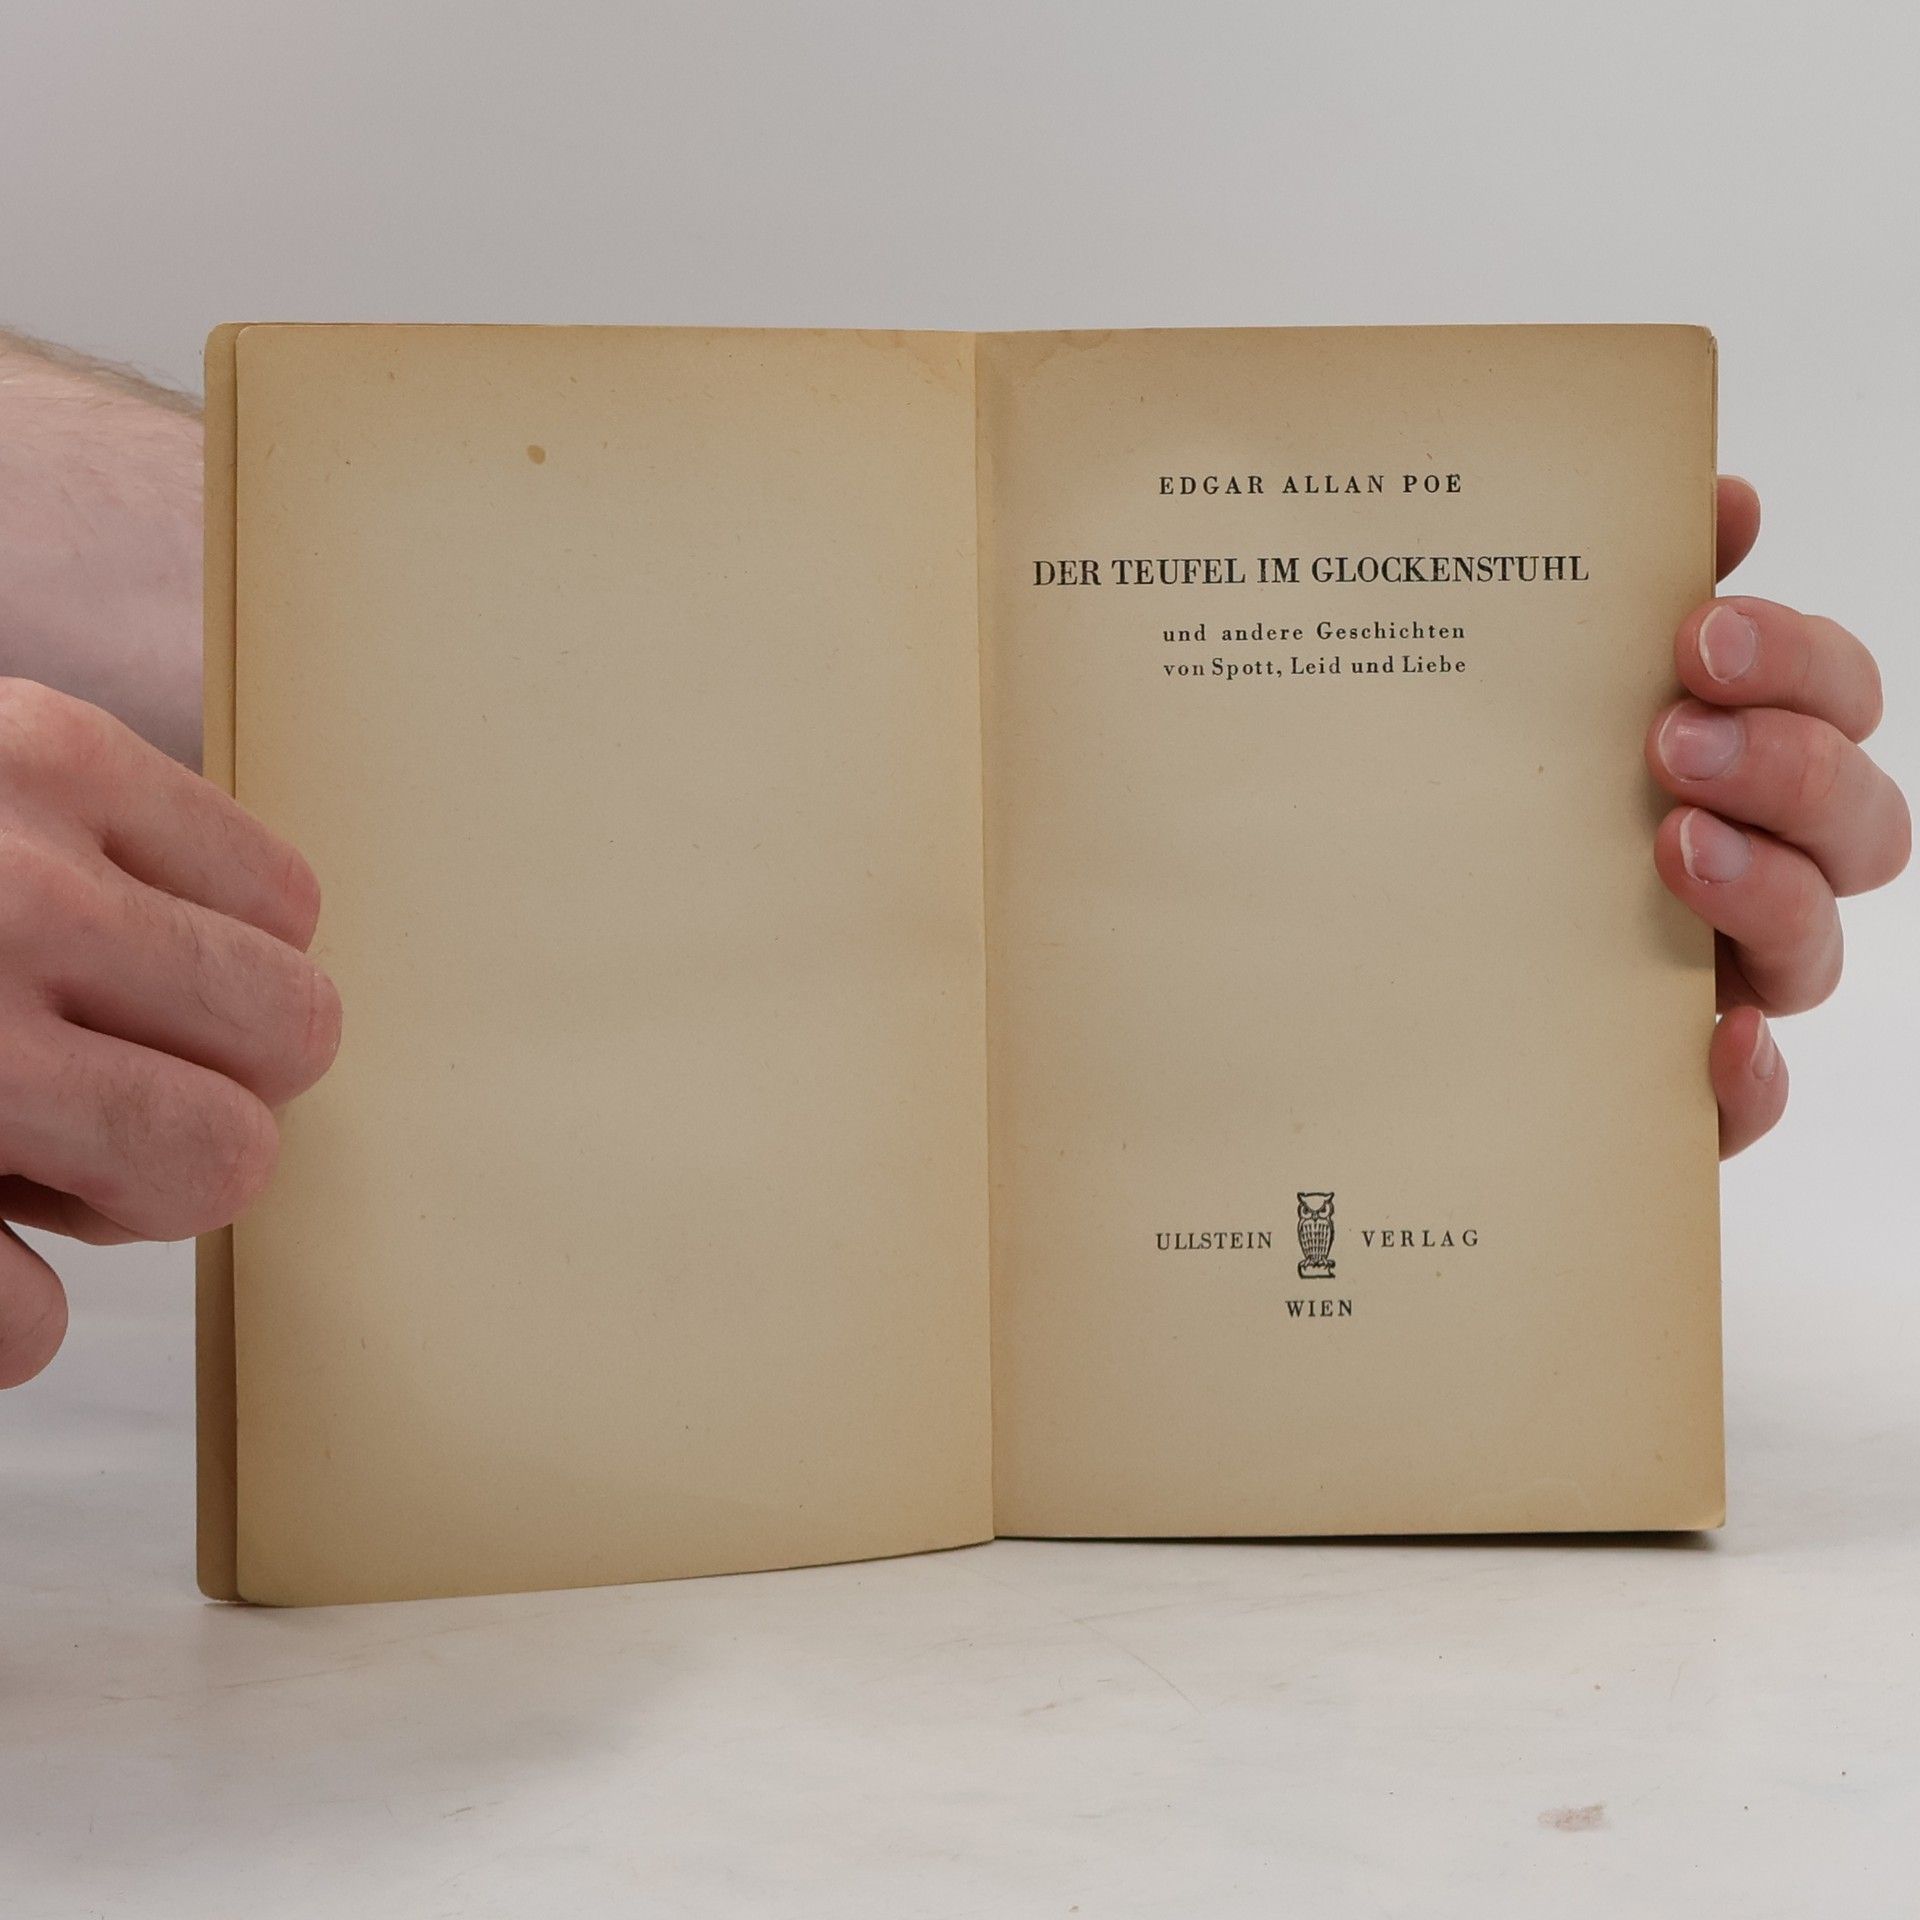 EDGAR ALLAN POE
DER TEUFEL IM GLOCKENSTUHL
und andere Geschichten
von Spott, Leid und Liebe
ULLSTEIN VERLAG
WIEN